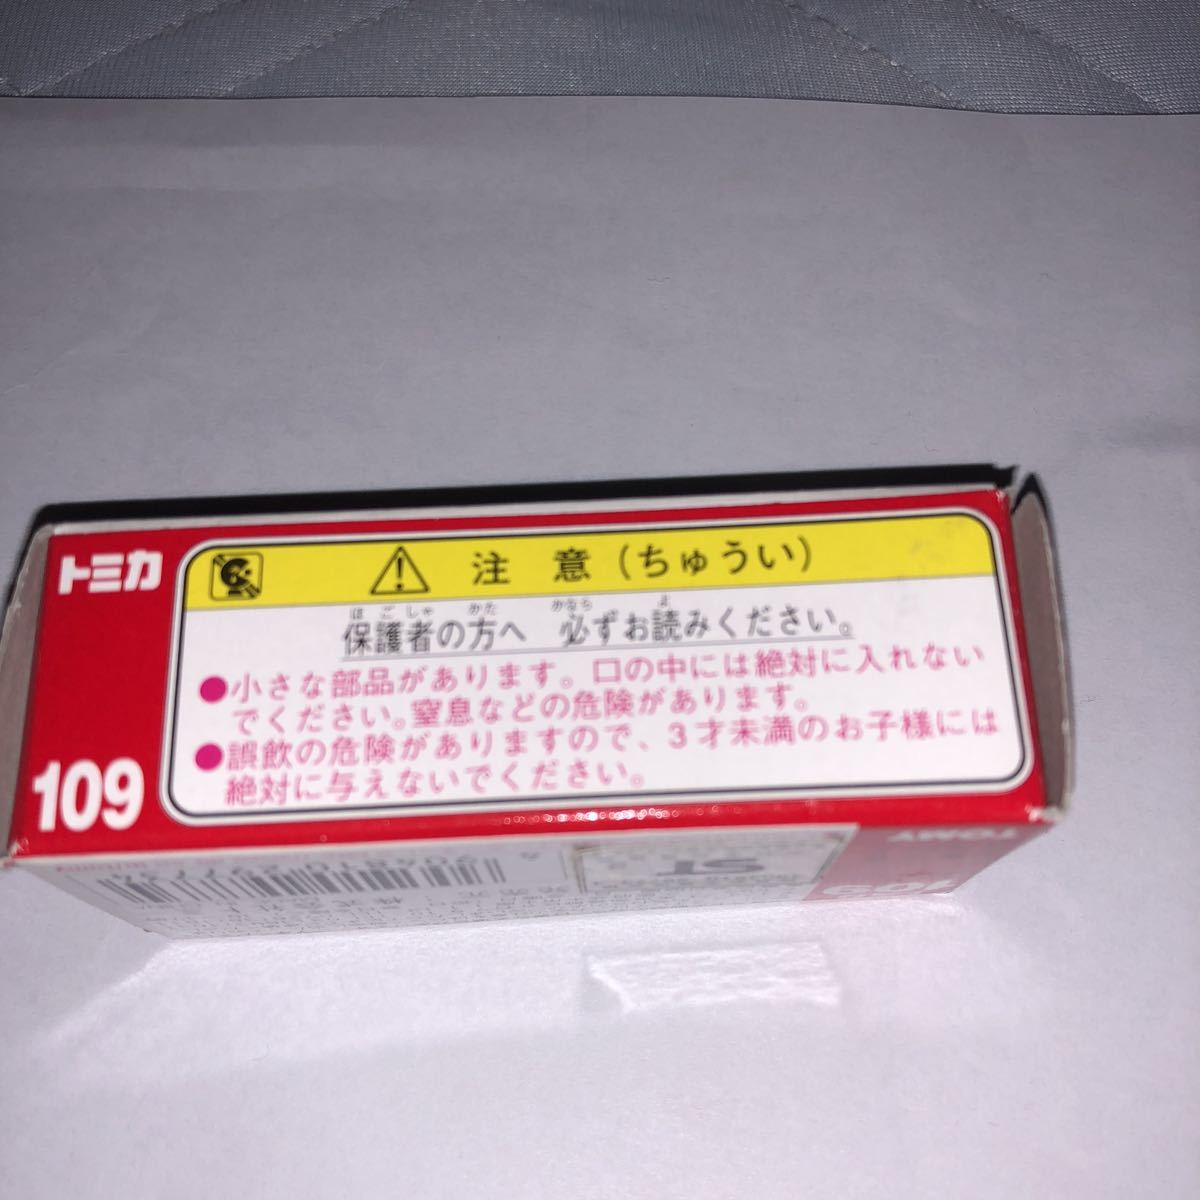 トミカ
注意（ちゅうい）
ほごしゃ かた かなら よ
保護者の方へ 必ずお読みください。
●小さな部品があります。口の中には絶対に入れない
でください。窒息などの危険があります。
●誤飲の危険がありますので、3才未満のお子様には
絶対に与えないでください。
109
TOMY
ST